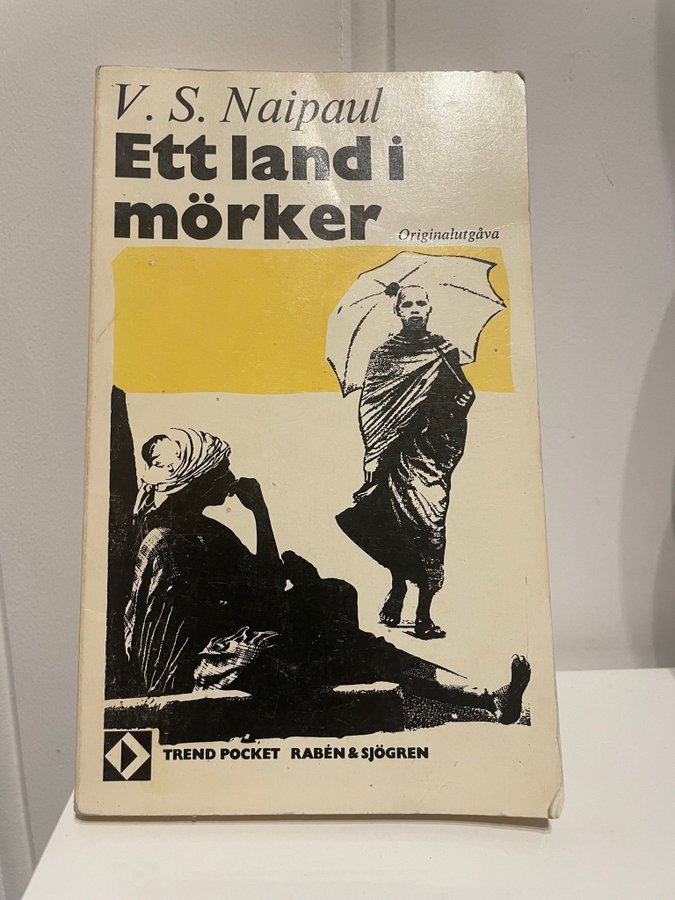 V. S. Naipaul
Ett land i
mörker
Originalutgåva
TREND POCKET RABÉN & SJÖGREN